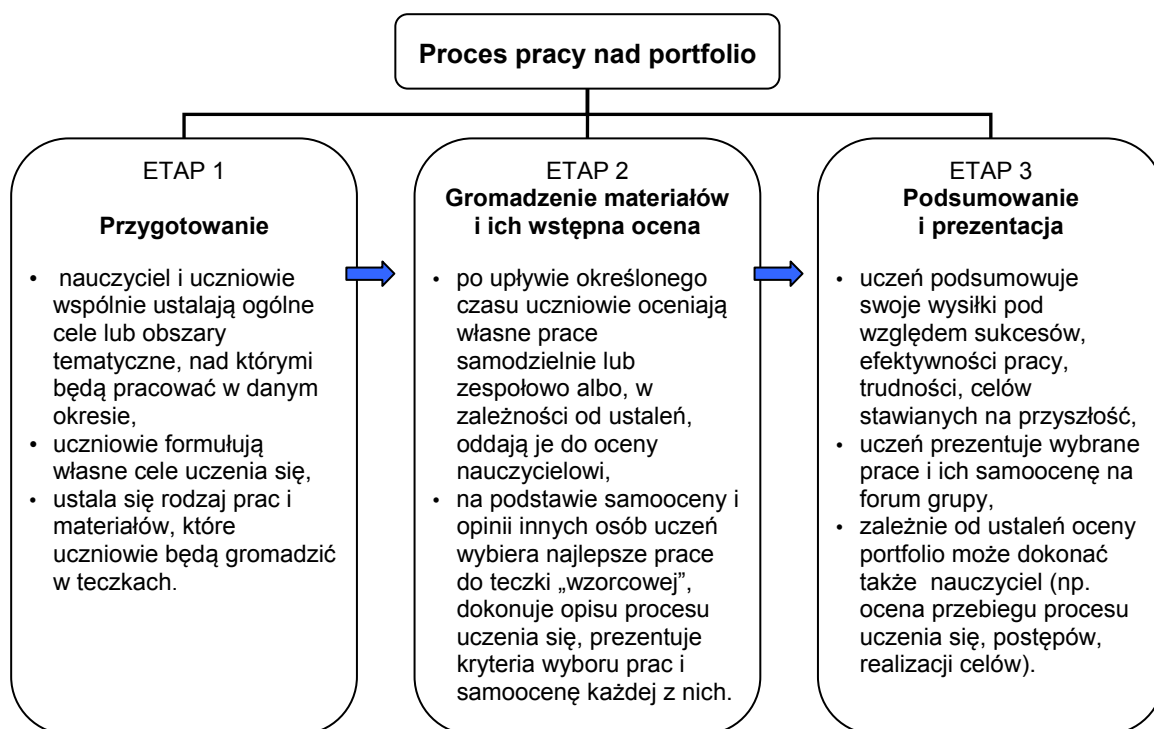 Proces pracy nad portfolio
ETAP 1
Przygotowanie
• nauczyciel i uczniowie
wspólnie ustalają ogólne
cele lub obszary
tematyczne, nad którymi
będą pracować w danym
okresie,
• uczniowie formułują
własne cele uczenia się,
• ustala się rodzaj prac i
materiałów, które
uczniowie będą gromadzić
w teczkach.
ETAP 2
Gromadzenie materiałów
i ich wstępna ocena
• po upływie określonego
czasu uczniowie oceniają
własne prace
samodzielnie lub
zespołowo albo, w
zależności od ustaleń,
oddają je do oceny
nauczycielowi,
• na podstawie samooceny i
opinii innych osób uczeń
wybiera najlepsze prace
do teczki „wzorcowej”,
dokonuje opisu procesu
uczenia się, prezentuje
kryteria wyboru prac i
samoocenę każdej z nich.
ETAP 3
Podsumowanie
i prezentacja
• uczeń podsumowuje
swoje wysiłki pod
względem sukcesów,
efektywności pracy,
trudności, celów
stawianych na przyszłość,
• uczeń prezentuje wybrane
prace i ich samoocenę na
forum grupy,
• zależnie od ustaleń oceny
portfolio może dokonać
także nauczyciel (np.
ocena przebiegu procesu
uczenia się, postępów,
realizacji celów).